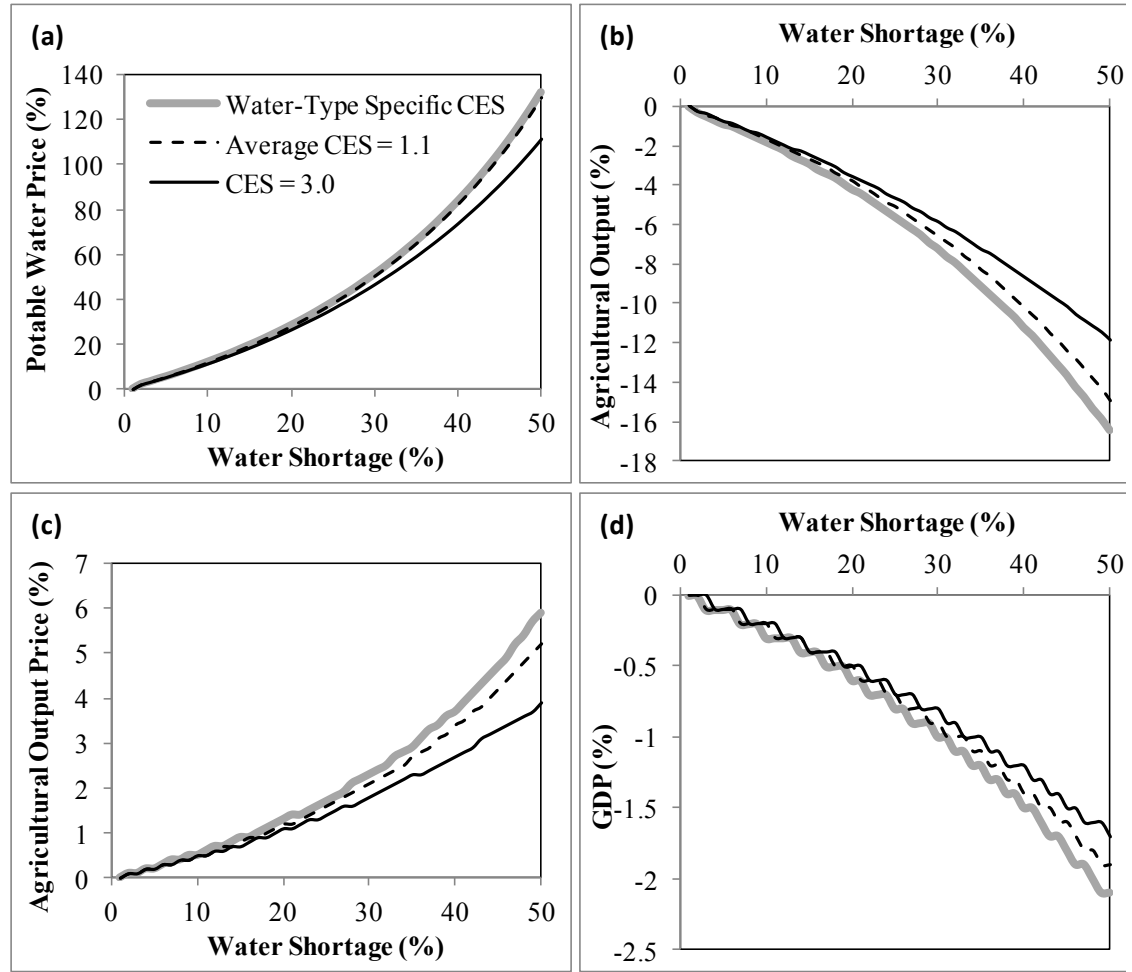 (a)
Potable Water Price (%)
140
120
100
80
60
40
20
0
Water-Type Specific CES
Average CES = 1.1
CES = 3.0
0 10 20 30 40 50
Water Shortage (%)
(b)
Water Shortage (%)
0 10 20 30 40 50
Agricultural Output (%)
0
-2
-4
-6
-8
-10
-12
-14
-16
-18
(c)
Agricultural Output Price (%)
7
6
5
4
3
2
1
0
0 10 20 30 40 50
Water Shortage (%)
(d)
Water Shortage (%)
0 10 20 30 40 50
GDP (%)
0
-0.5
-1
-1.5
-2
-2.5